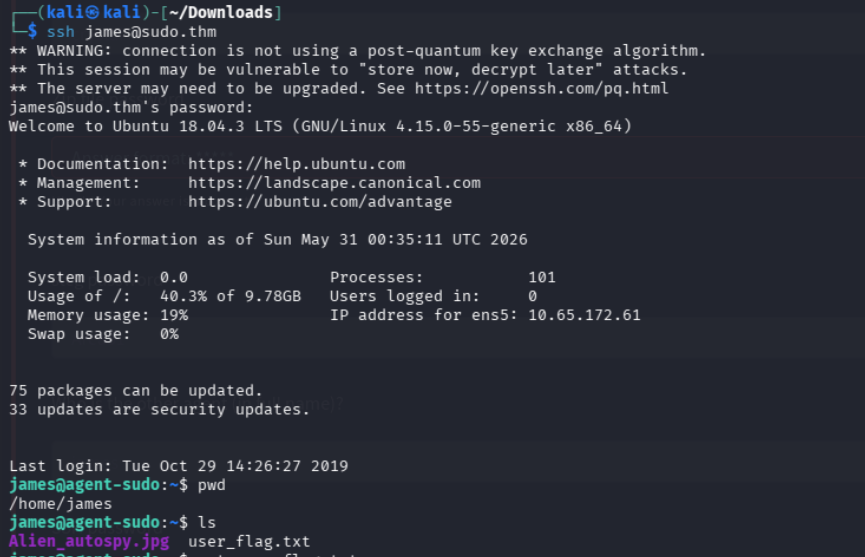 ┌──(kali㉿kali)-[~/Downloads]
└─$ ssh james@sudo.thm
** WARNING: connection is not using a post-quantum key exchange algorithm.
** This session may be vulnerable to "store now, decrypt later" attacks.
** The server may need to be upgraded. See https://openssh.com/pq.html
james@sudo.thm's password:
Welcome to Ubuntu 18.04.3 LTS (GNU/Linux 4.15.0-55-generic x86_64)
* Documentation:  https://help.ubuntu.com
* Management:     https://landscape.canonical.com
* Support:        https://ubuntu.com/advantage
System information as of Sun May 31 00:35:11 UTC 2026
System load:  0.0               Processes:           101
Usage of /:   40.3% of 9.78GB   Users logged in:     0
Memory usage: 19%               IP address for ens5: 10.65.172.61
Swap usage:   0%
75 packages can be updated.
33 updates are security updates.
Last login: Tue Oct 29 14:26:27 2019
james@agent-sudo:~$ pwd
/home/james
james@agent-sudo:~$ ls
Alien_autospy.jpg  user_flag.txt